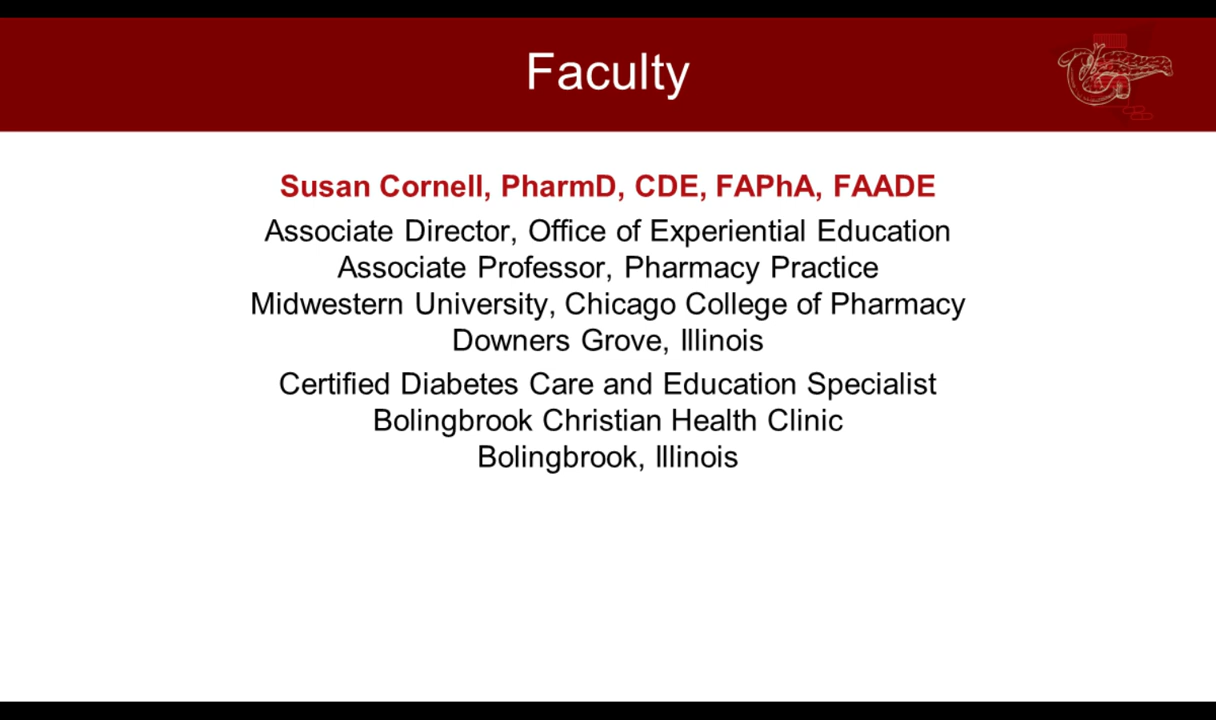 Faculty
Susan Cornell, PharmD, CDE, FAPhA, FAADE
Associate Director, Office of Experiential Education
Associate Professor, Pharmacy Practice
Midwestern University, Chicago College of Pharmacy
Downers Grove, Illinois
Certified Diabetes Care and Education Specialist
Bolingbrook Christian Health Clinic
Bolingbrook, Illinois